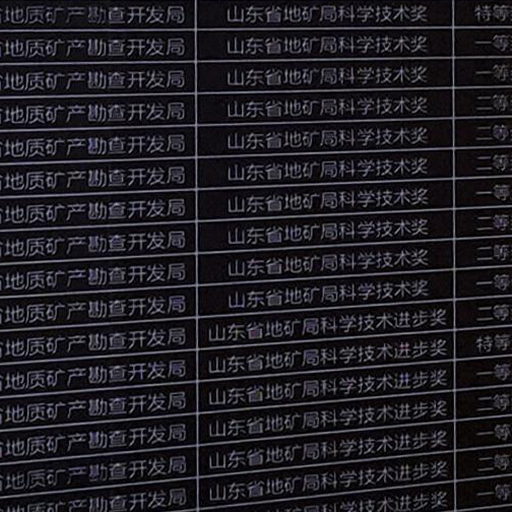 地质矿产勘查开发局 山东省地矿局科学技术奖 特等
地质矿产勘查开发局 山东省地矿局科学技术奖 一等
地质矿产勘查开发局 山东省地矿局科学技术奖 一等
地质矿产勘查开发局 山东省地矿局科学技术奖 二等
地质矿产勘查开发局 山东省地矿局科学技术奖 二等
地质矿产勘查开发局 山东省地矿局科学技术奖 二等
地质矿产勘查开发局 山东省地矿局科学技术奖 一等
地质矿产勘查开发局 山东省地矿局科学技术奖 二等
地质矿产勘查开发局 山东省地矿局科学技术奖 二等
地质矿产勘查开发局 山东省地矿局科学技术奖 一等
地质矿产勘查开发局 山东省地矿局科学技术进步奖 二等
地质矿产勘查开发局 山东省地矿局科学技术进步奖 特等
地质矿产勘查开发局 山东省地矿局科学技术进步奖 一等
地质矿产勘查开发局 山东省地矿局科学技术进步奖 二等
地质矿产勘查开发局 山东省地矿局科学技术进步奖 一等
地质矿产勘查开发局 山东省地矿局科学技术进步奖 二等
科学技术进步奖 一等